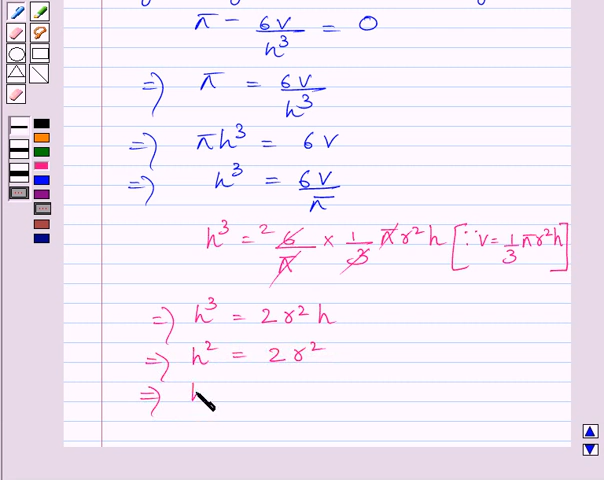 π - 6v/h³ = 0
=) π = 6v/h³
=) πh³ = 6v
=) h³ = 6v/π
h³ = ² 6/π × 1/3 πr²h [∵v=1/3 πr²h]
=) h³ = 2r²h
=) h² = 2r²
=) h